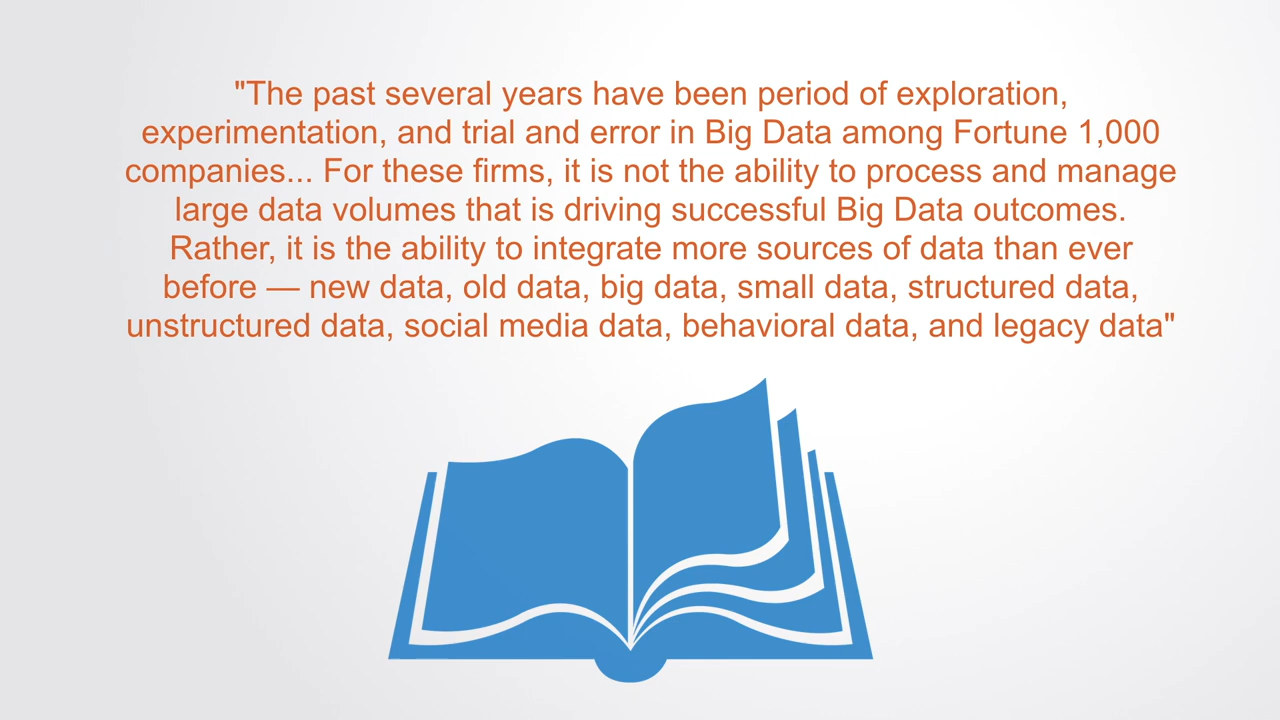 "The past several years have been period of exploration,
experimentation, and trial and error in Big Data among Fortune 1,000
companies... For these firms, it is not the ability to process and manage
large data volumes that is driving successful Big Data outcomes.
Rather, it is the ability to integrate more sources of data than ever
before — new data, old data, big data, small data, structured data,
unstructured data, social media data, behavioral data, and legacy data"